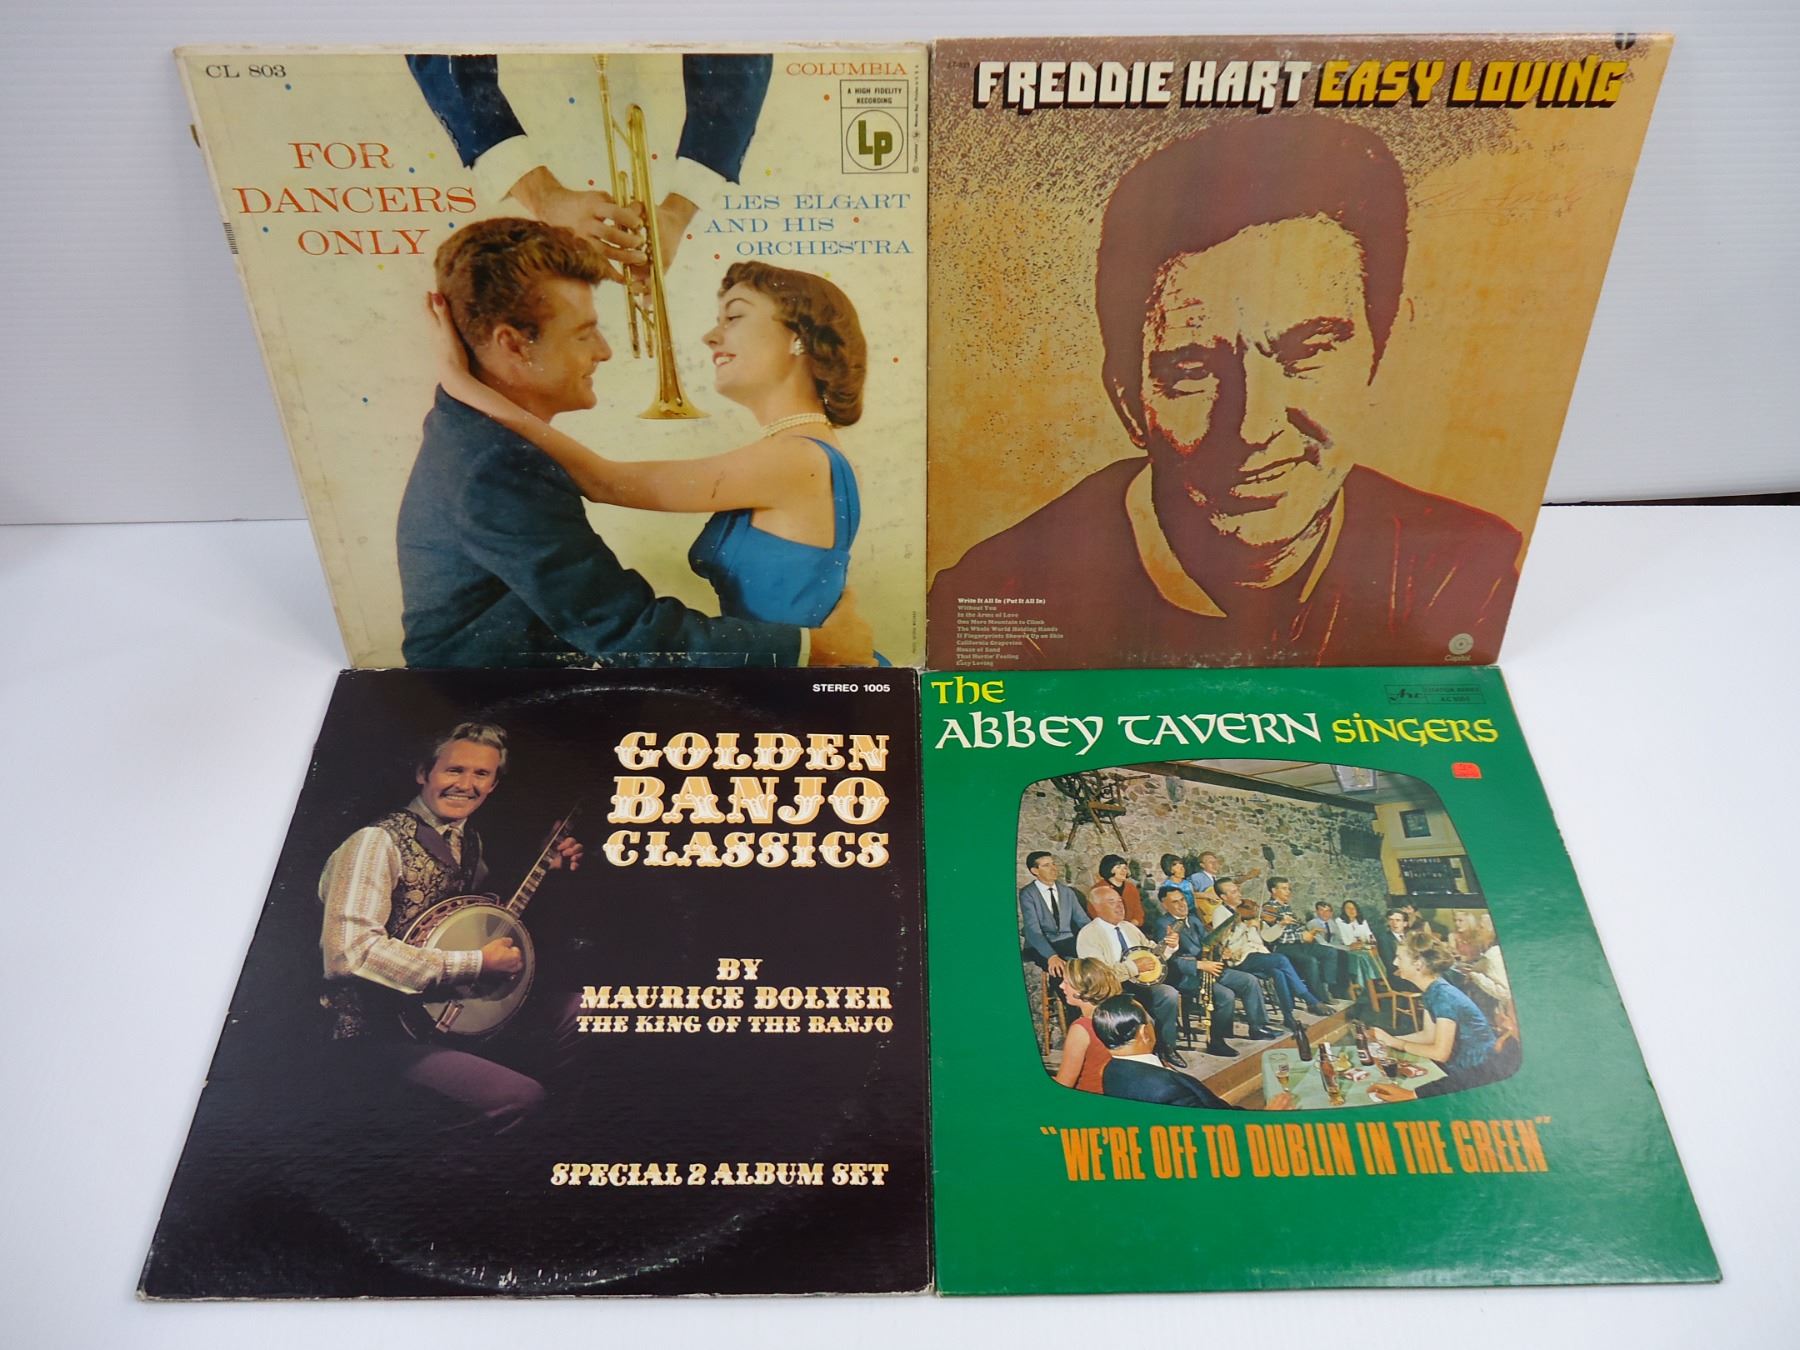 CL 803
COLUMBIA
A HIGH FIDELITY
RECORDING
Lp
FOR
DANCERS
ONLY
LES ELGART
AND HIS
ORCHESTRA
FREDDIE HART EASY LOVING
Write It All In (Put It All In)
Without You
In the Arms of Love
One More Mountain to Climb
The Whole World Holding Hands
If Fingerprints Showed Up on Skin
California Grapevine
House of Sand
That Hurtin' Feeling
Easy Loving
Capitol
STEREO 1005
GOLDEN
BANJO
CLASSICS
BY
MAURICE BOLYER
THE KING OF THE BANJO
SPECIAL 2 ALBUM SET
THE
ABBEY TAVERN SINGERS
Arc
"WE'RE OFF TO DUBLIN IN THE GREEN"